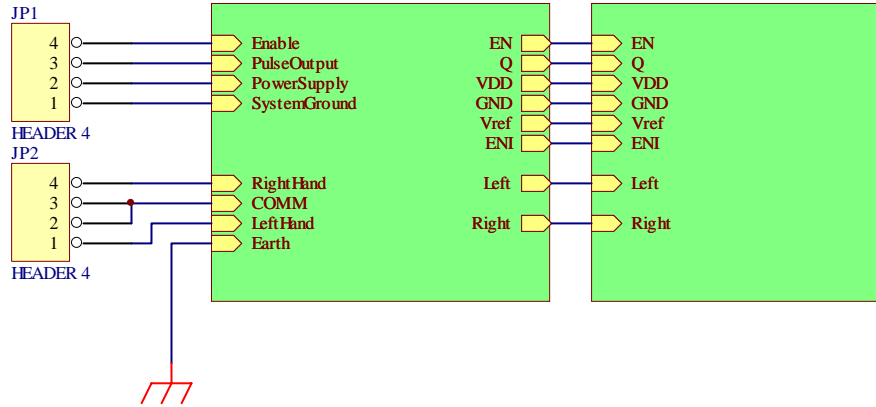 JP1
4 Enable EN EN
3 PulseOutput Q Q
2 PowerSupply VDD VDD
1 SystemGround GND GND
Vref Vref
HEADER 4 ENI ENI
JP2
4 RightHand Left Left
3 COMM
2 LeftHand Right Right
1 Earth
HEADER 4